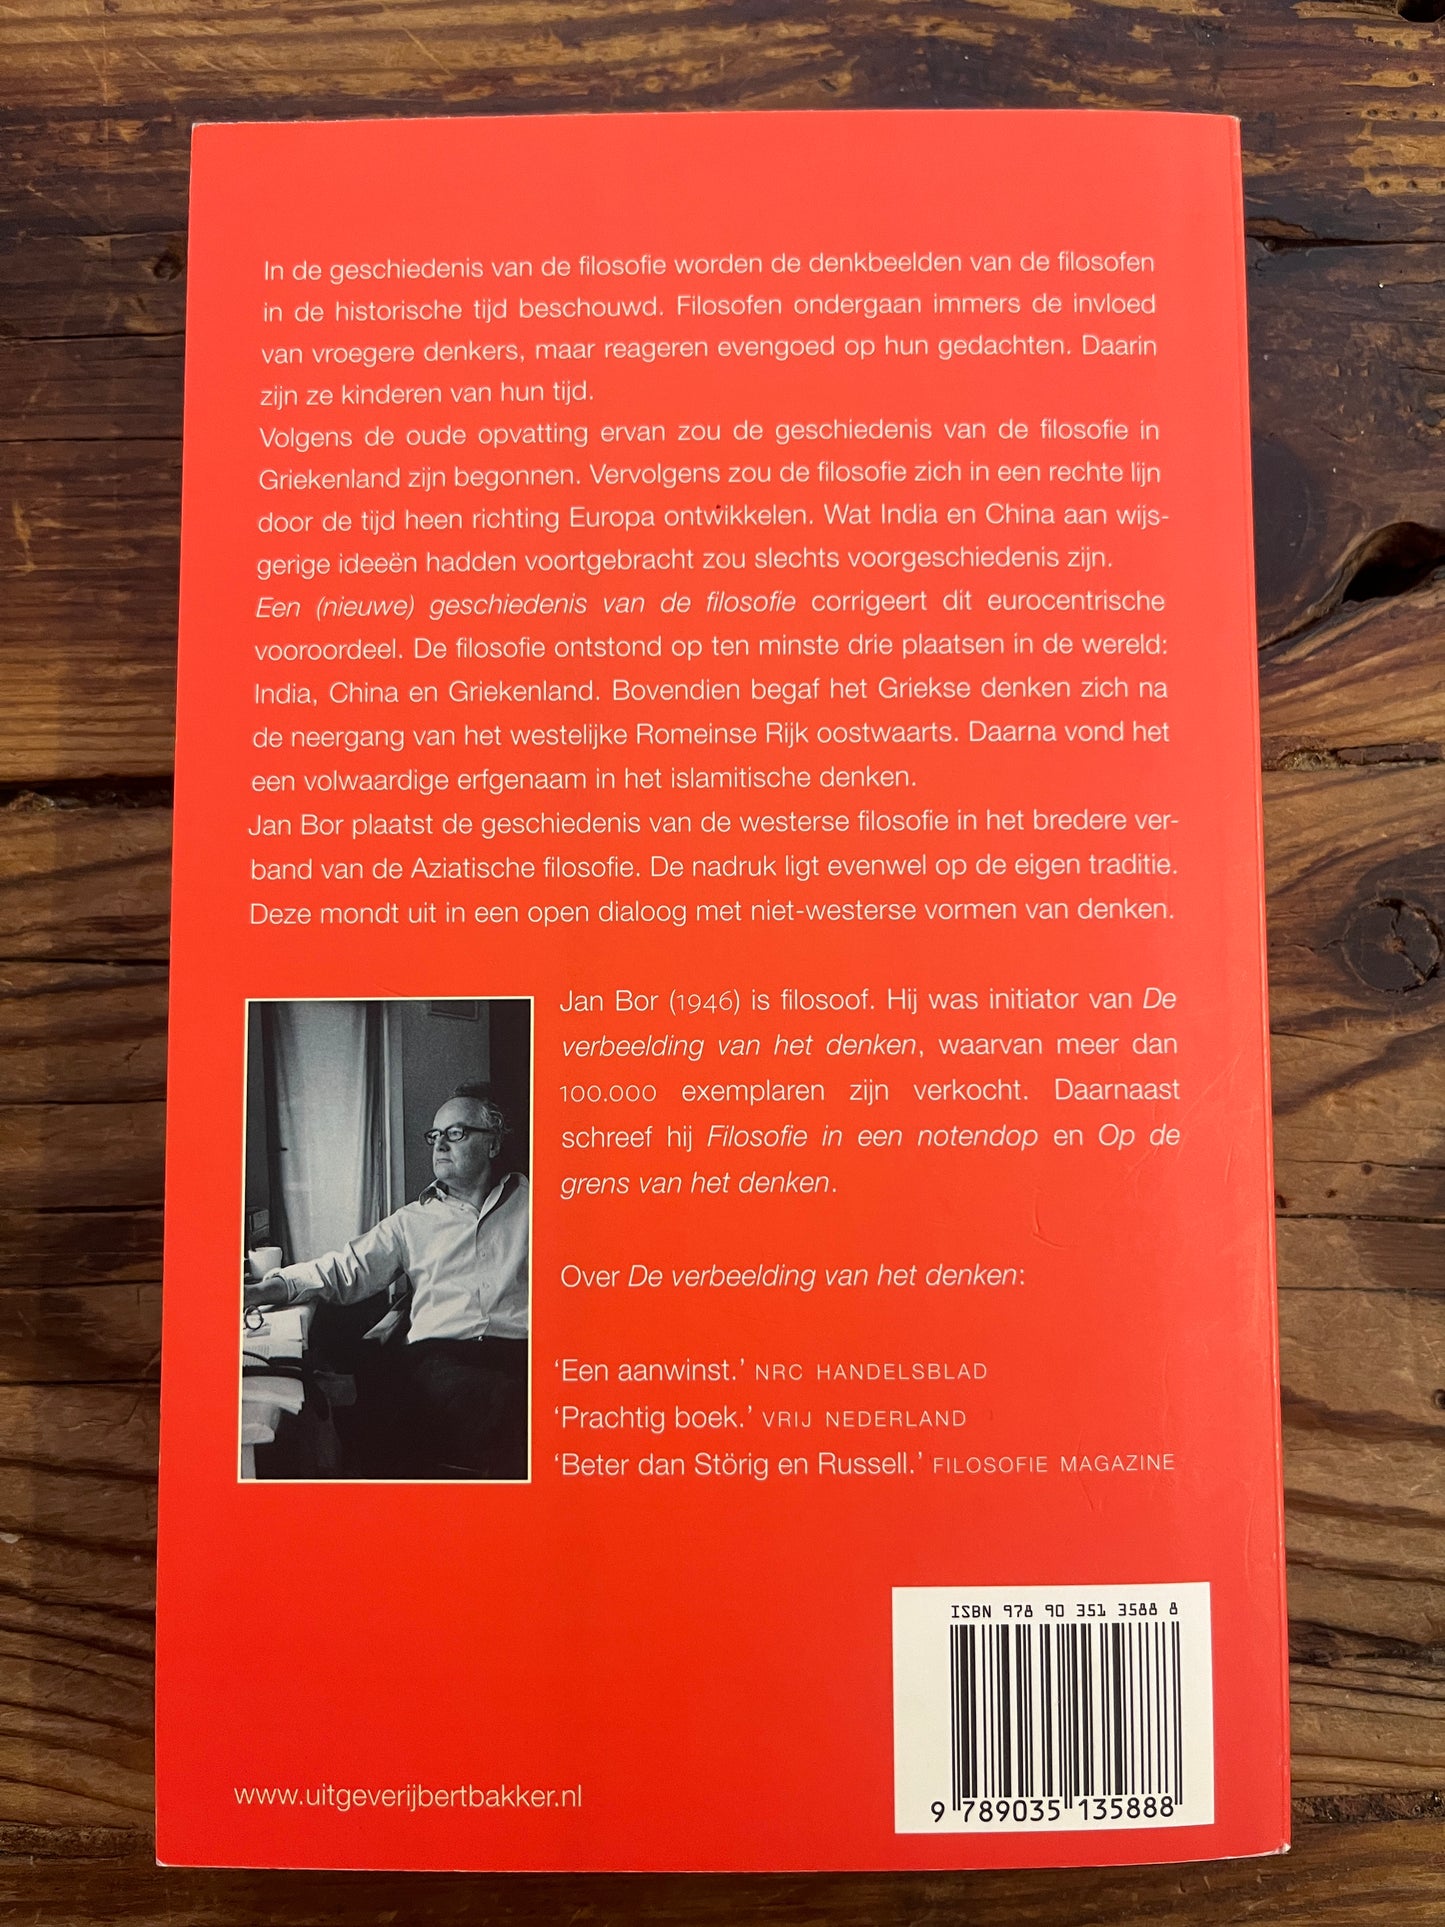 In de geschiedenis van de filosofie worden de denkbeelden van de filosofen
in de historische tijd beschouwd. Filosofen ondergaan immers de invloed
van vroegere denkers, maar reageren evengoed op hun gedachten. Daarin
zijn ze kinderen van hun tijd.
Volgens de oude opvatting ervan zou de geschiedenis van de filosofie in
Griekenland zijn begonnen. Vervolgens zou de filosofie zich in een rechte lijn
door de tijd heen richting Europa ontwikkelen. Wat India en China aan wijs-
gerige ideeën hadden voortgebracht zou slechts voorgeschiedenis zijn.
Een (nieuwe) geschiedenis van de filosofie corrigeert dit eurocentrische
vooroordeel. De filosofie ontstond op ten minste drie plaatsen in de wereld:
India, China en Griekenland. Bovendien begaf het Griekse denken zich na
de neergang van het westelijke Romeinse Rijk oostwaarts. Daarna vond het
een volwaardige erfgenaam in het islamitische denken.
Jan Bor plaatst de geschiedenis van de westerse filosofie in het bredere ver-
band van de Aziatische filosofie. De nadruk ligt evenwel op de eigen traditie.
Deze mondt uit in een open dialoog met niet-westerse vormen van denken.
Jan Bor (1946) is filosoof. Hij was initiator van De
verbeelding van het denken, waarvan meer dan
100.000 exemplaren zijn verkocht. Daarnaast
schreef hij Filosofie in een notendop en Op de
grens van het denken.
Over De verbeelding van het denken:
‘Een aanwinst.’ NRC HANDELSBLAD
‘Prachtig boek.’ VRIJ NEDERLAND
‘Beter dan Störig en Russell.’ FILOSOFIE MAGAZINE
ISBN 978 90 351 3588 8
9 789035 135888
www.uitgeverijbertbakker.nl